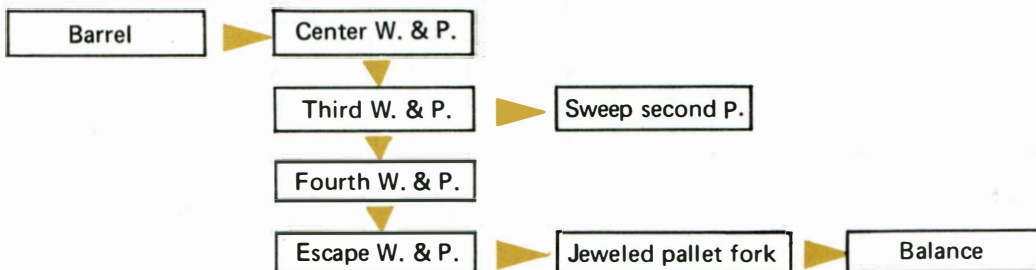 Barrel
Center W. & P.
Third W. & P.
Sweep second P.
Fourth W. & P.
Escape W. & P.
Jeweled pallet fork
Balance